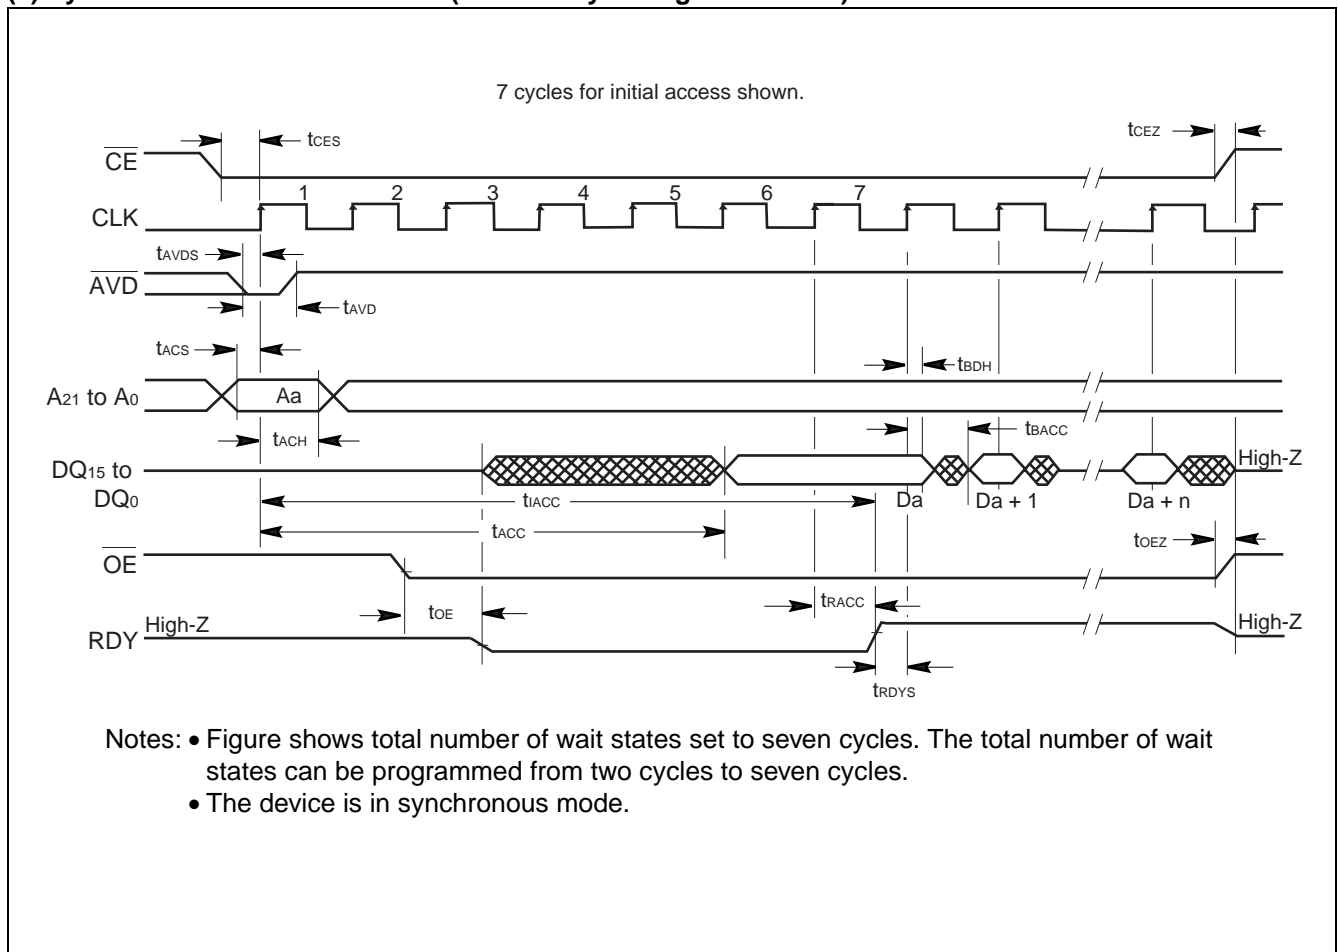 7 cycles for initial access shown.
tCES
tCEZ
CE
1 2 3 4 5 6 7
CLK
tAVDS
AVD
tAVD
tACS
tBDH
A21 to A0
Aa
tACH
tBACC
DQ15 to
DQ0
High-Z
Da
Da + 1
Da + n
tIACC
tACC
tOEZ
OE
tOE
tRACC
RDY
High-Z
High-Z
tRDYS
Notes: • Figure shows total number of wait states set to seven cycles. The total number of wait
states can be programmed from two cycles to seven cycles.
• The device is in synchronous mode.